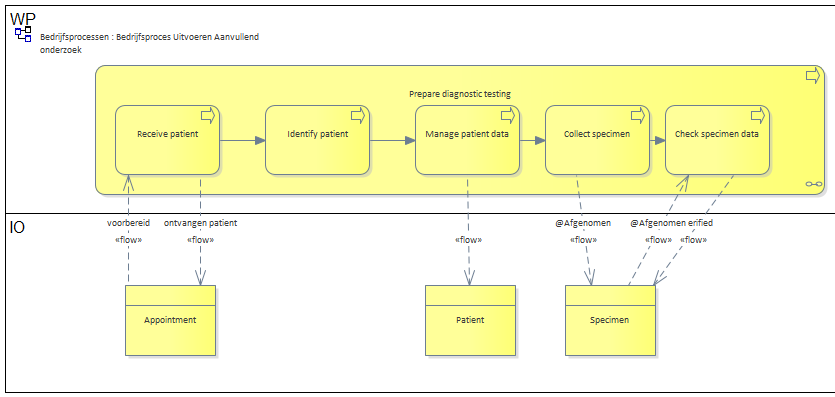 WP
Bedrijfsprocessen : Bedrijfsproces Uitvoeren Aanvullend
onderzoek
Prepare diagnostic testing
Receive patient
Identify patient
Manage patient data
Collect specimen
Check specimen data
IO
voorbereid
ontvangen patient
@Afgenomen
@Afgenomen erified
«flow»
«flow»
«flow»
«flow»
«flow»
«flow»
Appointment
Patient
Specimen